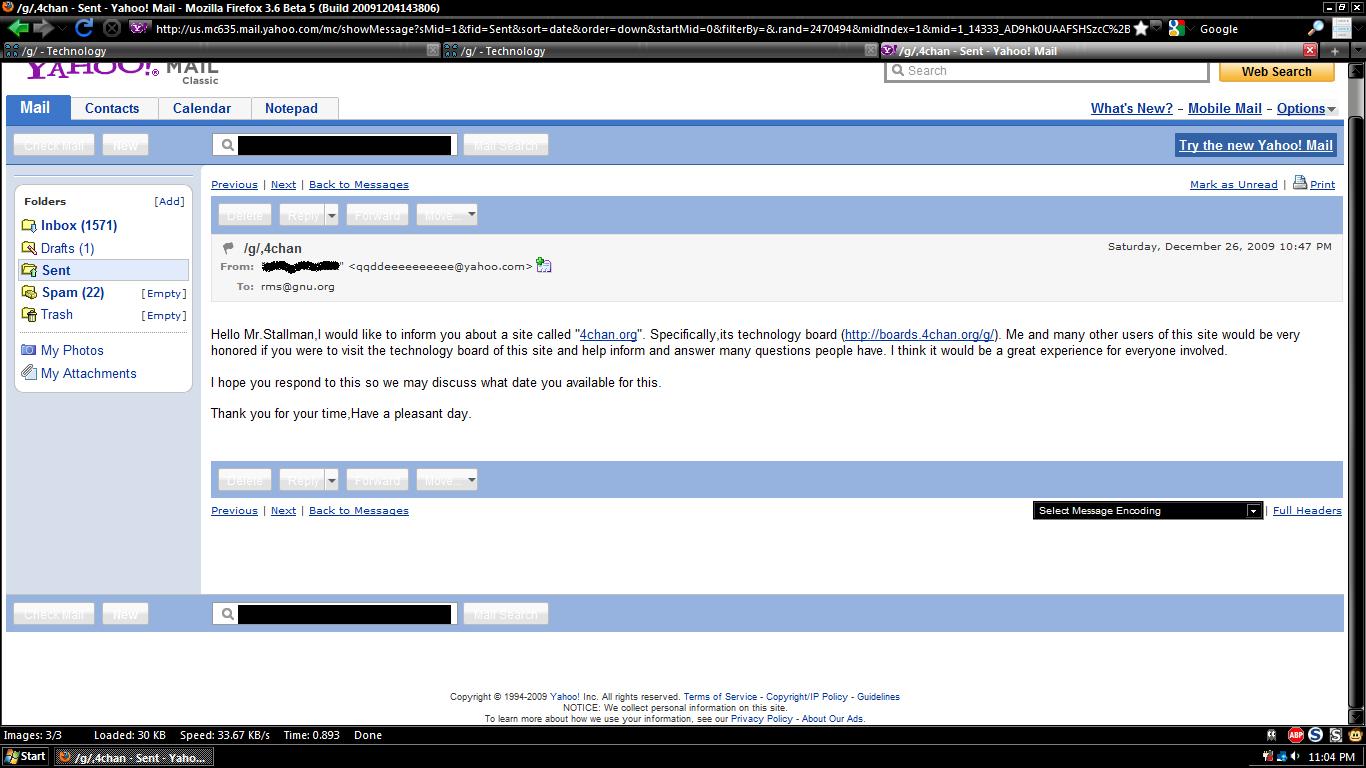 /g/,4chan - Sent - Yahoo! Mail - Mozilla Firefox 3.6 Beta 5 (Build 20091204143806)
http://us.mc635.mail.yahoo.com/mc/showMessage?sMid=1&fid=Sent&sort=date&order=down&startMid=0&filterBy=&.rand=2470494&midIndex=1&mid=1_14333_AD9hk0UAAFSHSzcC%2B Google
/g/ - Technology /g/ - Technology /g/,4chan - Sent - Yahoo! Mail
YAHOO! MAIL
Classic
Search Web Search
Mail Contacts Calendar Notepad What's New? - Mobile Mail - Options
Check Mail New Mail Search Try the new Yahoo! Mail
Previous | Next | Back to Messages Mark as Unread | Print
Folders [Add]
Inbox (1571)
Drafts (1)
Sent
Spam (22) [Empty]
Trash [Empty]
My Photos
My Attachments
Delete Reply Forward Move...
/g/,4chan Saturday, December 26, 2009 10:47 PM
From: " <qqddeeeeeeeeee@yahoo.com>
To: rms@gnu.org
Hello Mr.Stallman,I would like to inform you about a site called "4chan.org". Specifically,its technology board (http://boards.4chan.org/g/). Me and many other users of this site would be very
honored if you were to visit the technology board of this site and help inform and answer many questions people have. I think it would be a great experience for everyone involved.
I hope you respond to this so we may discuss what date you available for this.
Thank you for your time,Have a pleasant day.
Delete Reply Forward Move...
Previous | Next | Back to Messages Select Message Encoding | Full Headers
Check Mail New Mail Search
Copyright © 1994-2009 Yahoo! Inc. All rights reserved. Terms of Service - Copyright/IP Policy - Guidelines
NOTICE: We collect personal information on this site.
To learn more about how we use your information, see our Privacy Policy - About Our Ads.
Images: 3/3 Loaded: 30 KB Speed: 33.67 KB/s Time: 0.893 Done ABP
Start /g/,4chan - Sent - Yaho... 11:04 PM